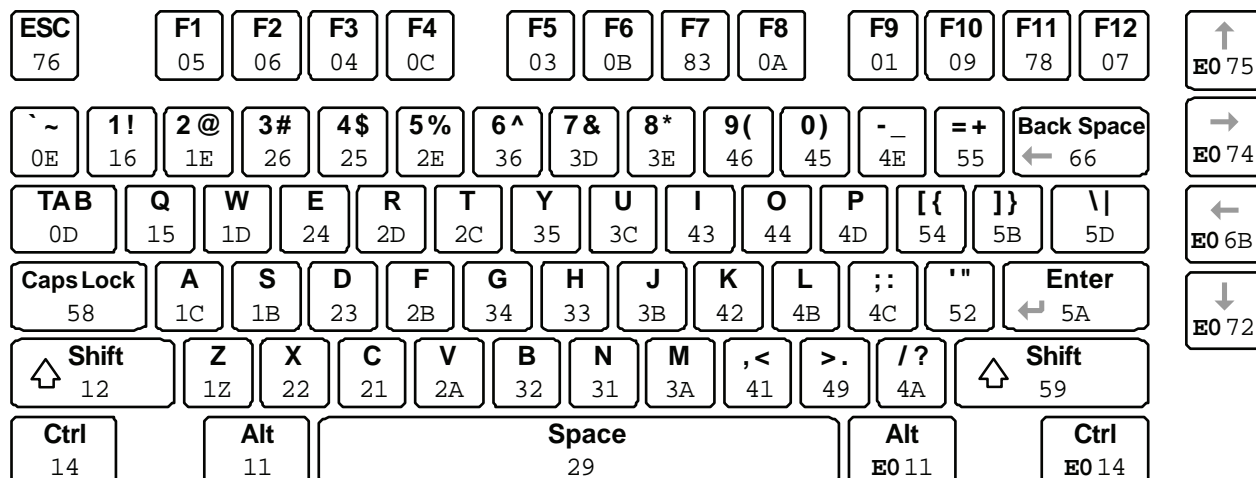 ESC F1 F2 F3 F4 F5 F6 F7 F8 F9 F10 F11 F12 ↑
76 05 06 04 0C 03 0B 83 0A 01 09 78 07 E0 75
` ~ 1! 2@ 3# 4$ 5% 6^ 7& 8* 9( 0) -_ =+ Back Space →
0E 16 1E 26 25 2E 36 3D 3E 46 45 4E 55 ← 66 E0 74
TAB Q W E R T Y U I O P [{ ]} \| ←
0D 15 1D 24 2D 2C 35 3C 43 44 4D 54 5B 5D E0 6B
Caps Lock A S D F G H J K L ;: '" Enter ↓
58 1C 1B 23 2B 34 33 3B 42 4B 4C 52 ↵ 5A E0 72
Shift Z X C V B N M ,< >. /? Shift
12 1Z 22 21 2A 32 31 3A 41 49 4A 59
Ctrl Alt Space Alt Ctrl
14 11 29 E0 11 E0 14